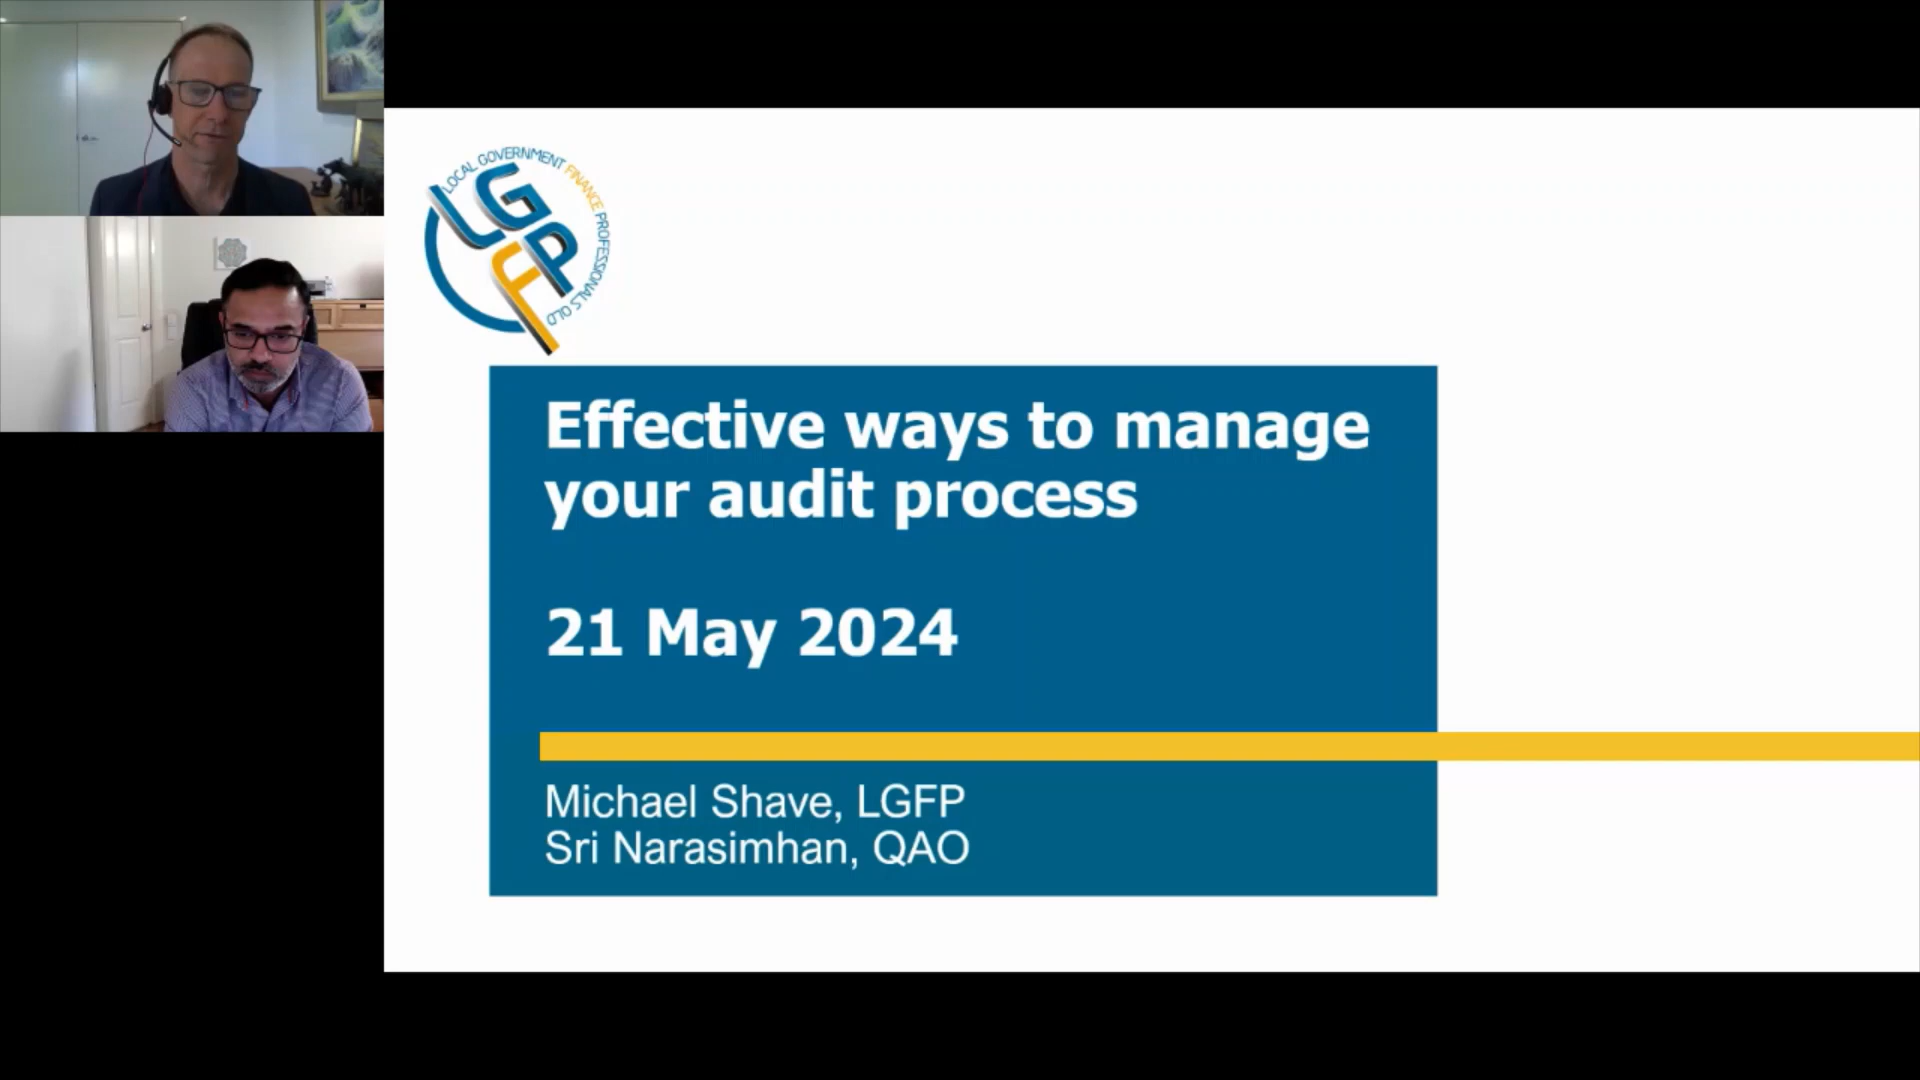 LOCAL GOVERNMENT FINANCE PROFESSIONALS QLD
LGFP
Effective ways to manage
your audit process
21 May 2024
Michael Shave, LGFP
Sri Narasimhan, QAO